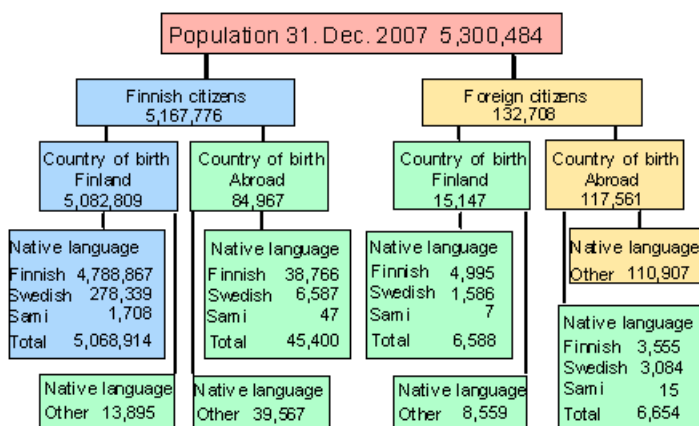 Population 31. Dec. 2007 5,300,484
Finnish citizens
5,167,776
Foreign citizens
132,708
Country of birth
Finland
5,082,809
Country of birth
Abroad
84,967
Country of birth
Finland
15,147
Country of birth
Abroad
117,561
Native language
Finnish 4,788,867
Swedish 278,339
Sami 1,708
Total 5,068,914
Native language
Finnish 38,766
Swedish 6,587
Sami 47
Total 45,400
Native language
Finnish 4,995
Swedish 1,586
Sami 7
Total 6,588
Native language
Other 110,907
Native language
Finnish 3,555
Swedish 3,084
Sami 15
Total 6,654
Native language
Other 13,895
Native language
Other 39,567
Native language
Other 8,559